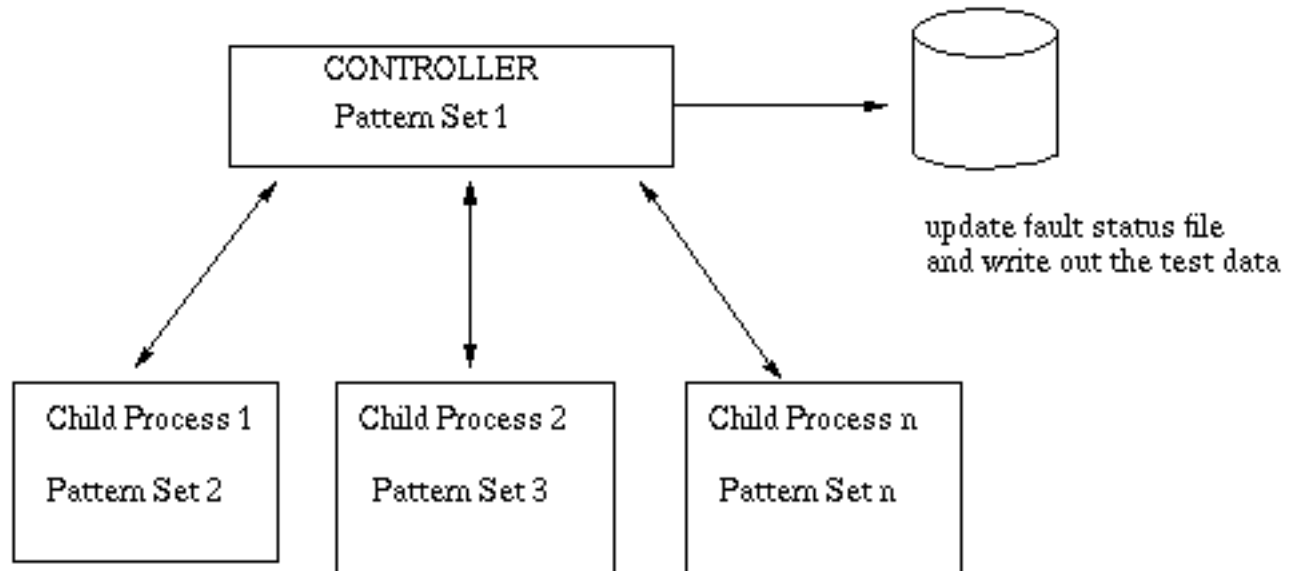 CONTROLLER
Pattern Set 1
update fault status file
and write out the test data
Child Process 1
Pattern Set 2
Child Process 2
Pattern Set 3
Child Process n
Pattern Set n